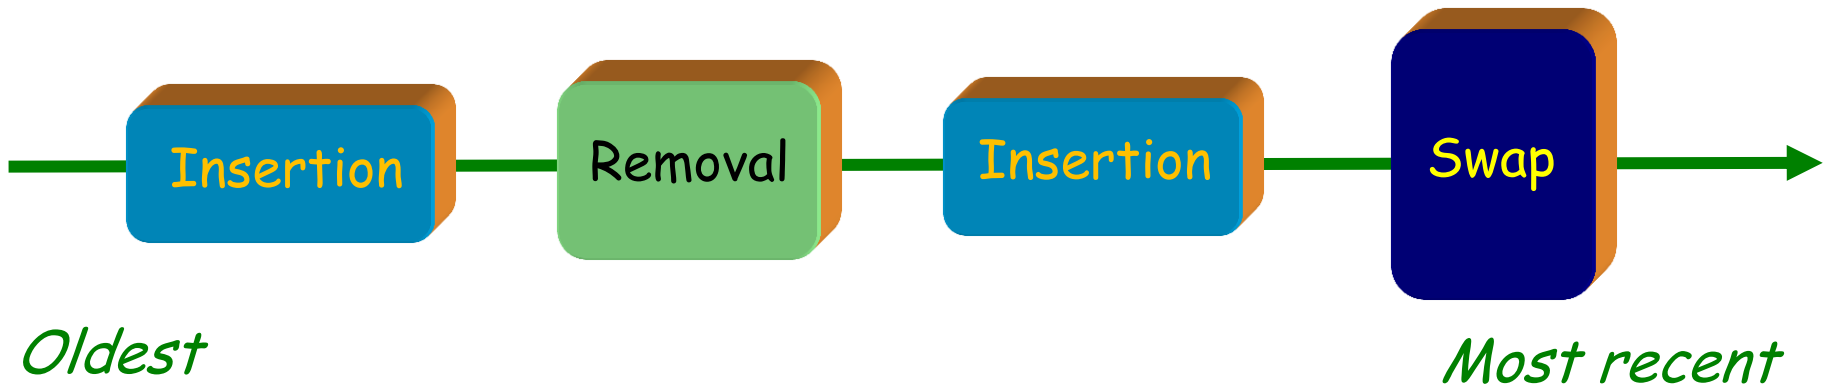 Insertion
Removal
Insertion
Swap
Oldest
Most recent